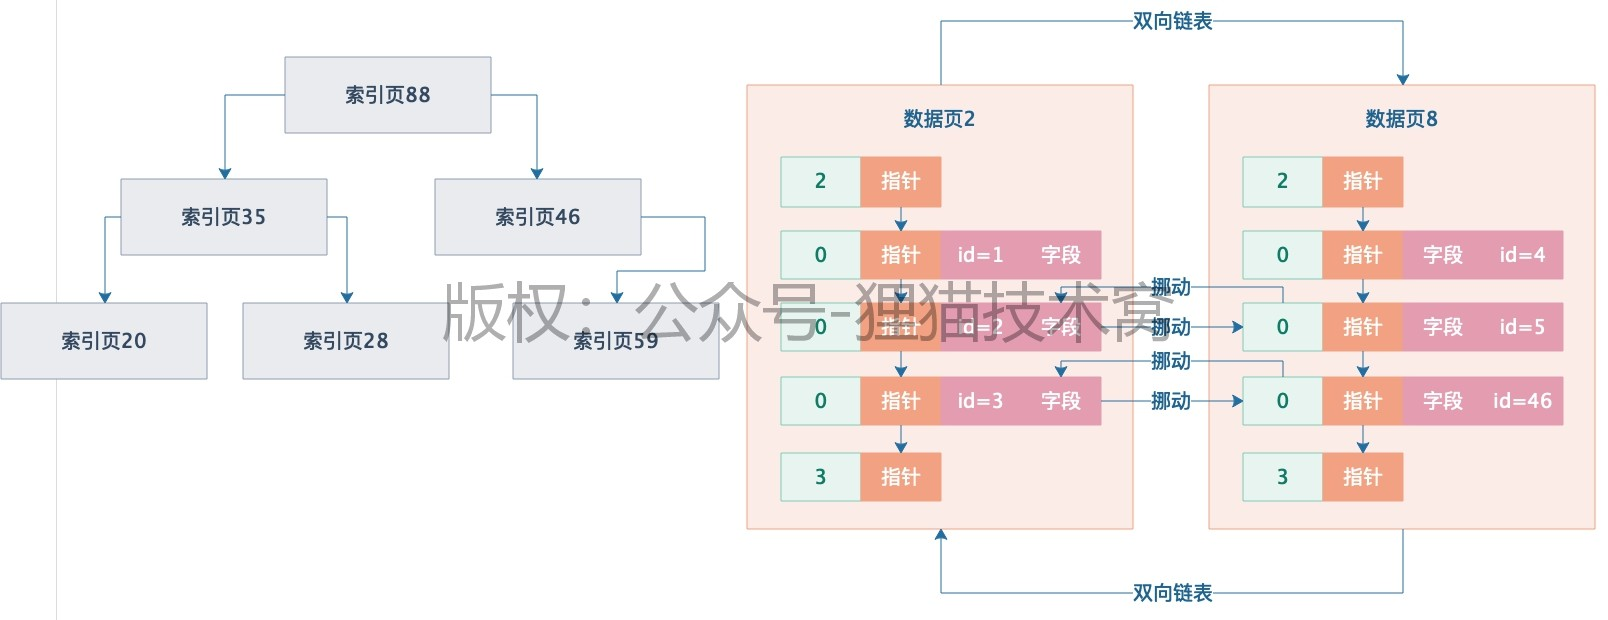 索引页88
索引页35
索引页46
索引页20
索引页28
索引页59
双向链表
数据页2
2 指针
0 指针 id=1 字段
0 指针 id=2 字段
0 指针 id=3 字段
3 指针
挪动
挪动
挪动
挪动
数据页8
2 指针
0 指针 字段 id=4
0 指针 字段 id=5
0 指针 字段 id=46
3 指针
双向链表
版权：公众号-狸猫技术窝